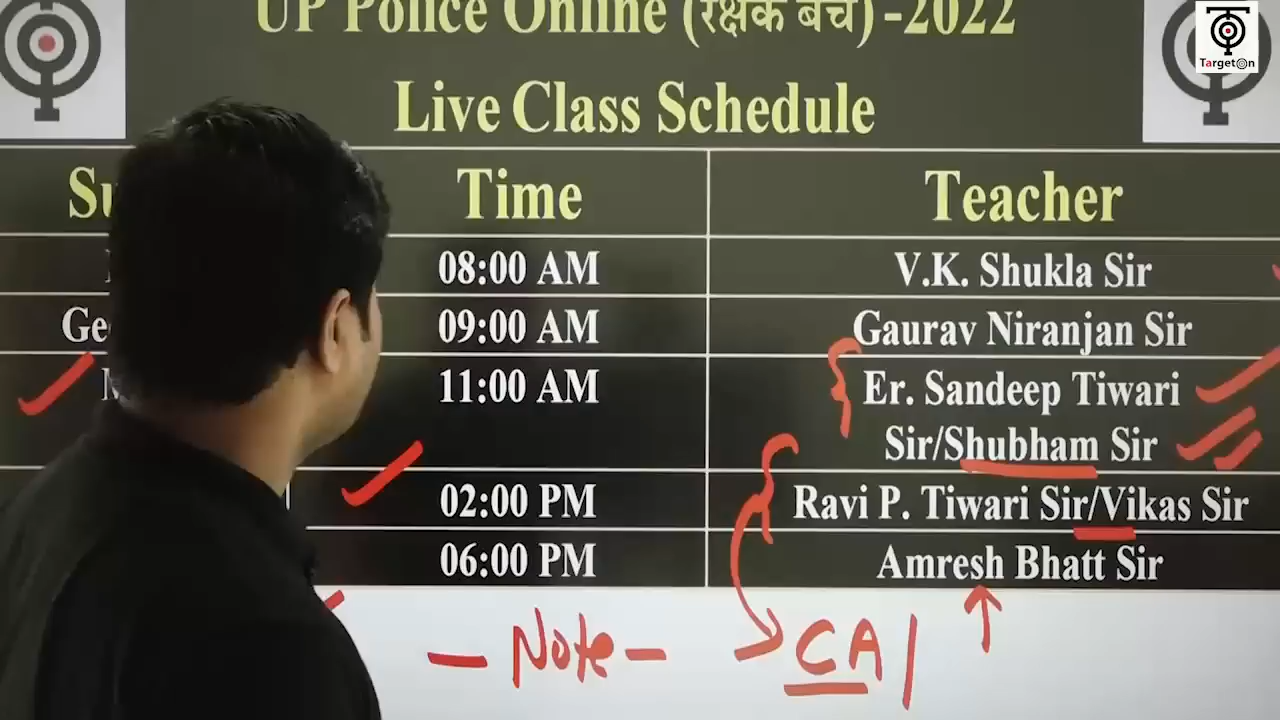 UP Police Online (रक्षक बैच) -2022
TargetOn
Live Class Schedule
Time Teacher
08:00 AM V.K. Shukla Sir
09:00 AM Gaurav Niranjan Sir
11:00 AM Er. Sandeep Tiwari
Sir/Shubham Sir
02:00 PM Ravi P. Tiwari Sir/Vikas Sir
06:00 PM Amresh Bhatt Sir
- Note - CA